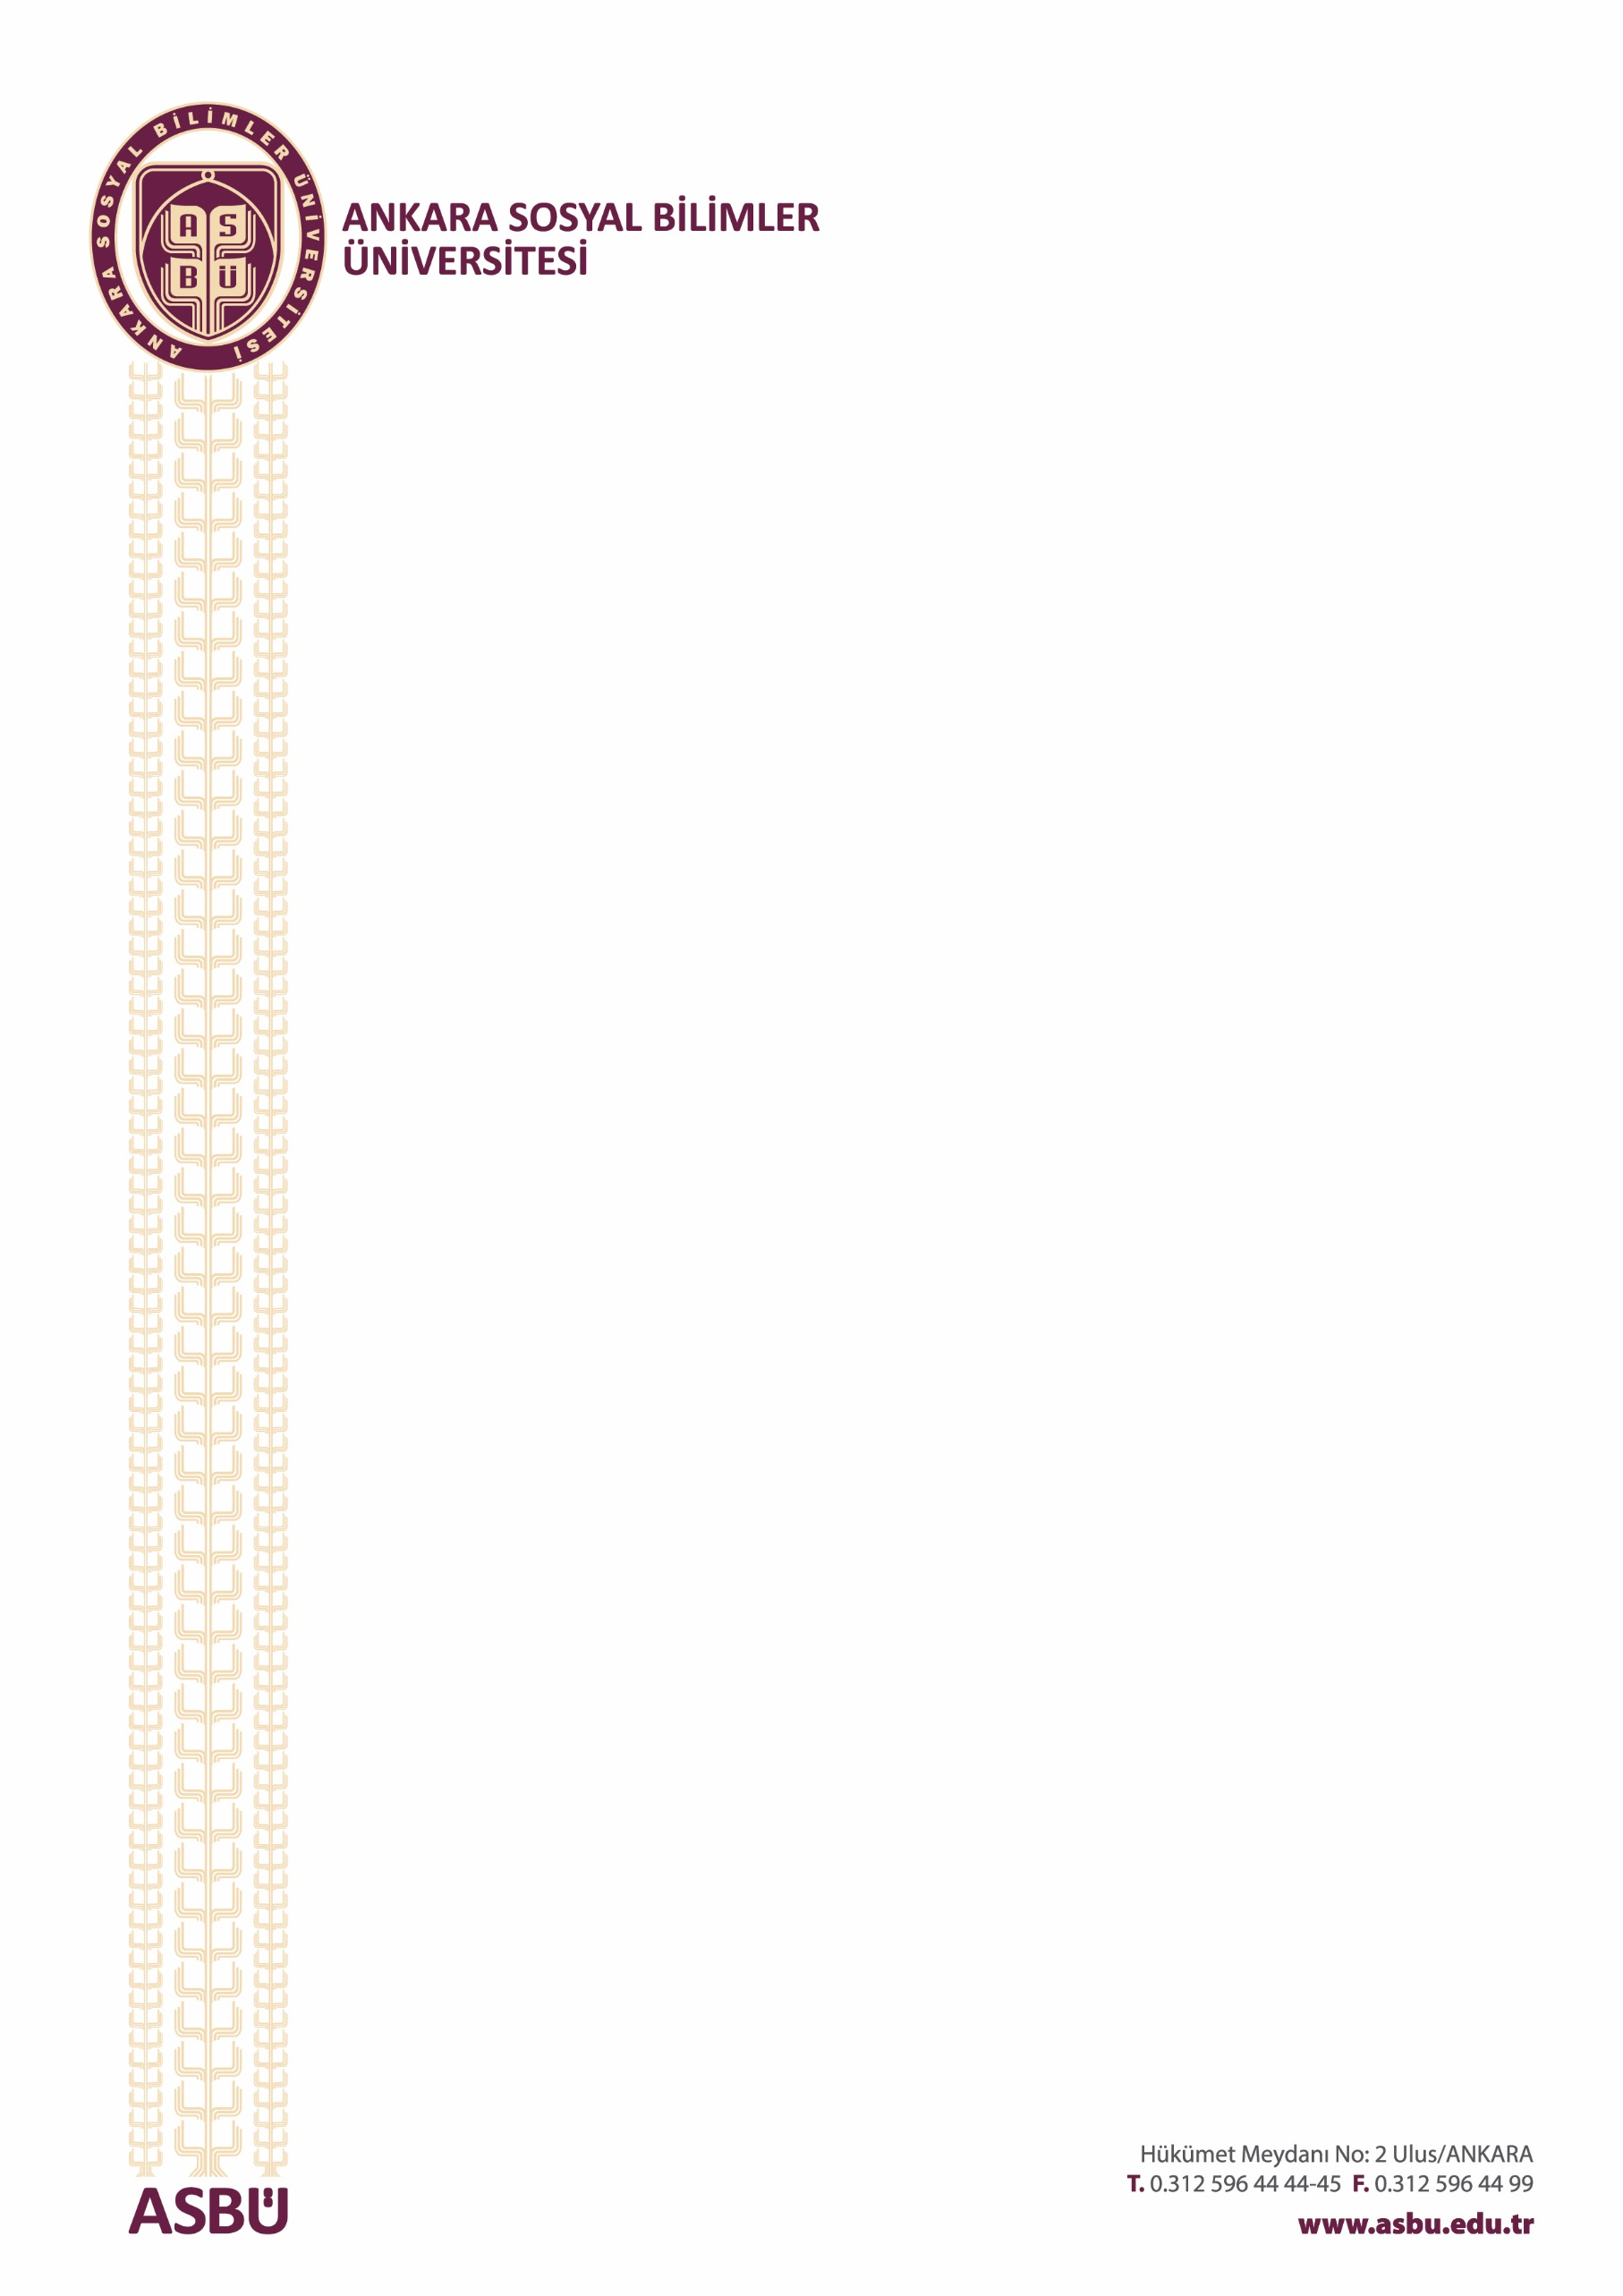 ANKARA SOSYAL BİLİMLER ÜNİVERSİTESİ
AS
BÜ
ANKARA SOSYAL BİLİMLER
ÜNİVERSİTESİ
ASBÜ
Hükümet Meydanı No: 2 Ulus/ANKARA
T. 0.312 596 44 44-45 F. 0.312 596 44 99
www.asbu.edu.tr